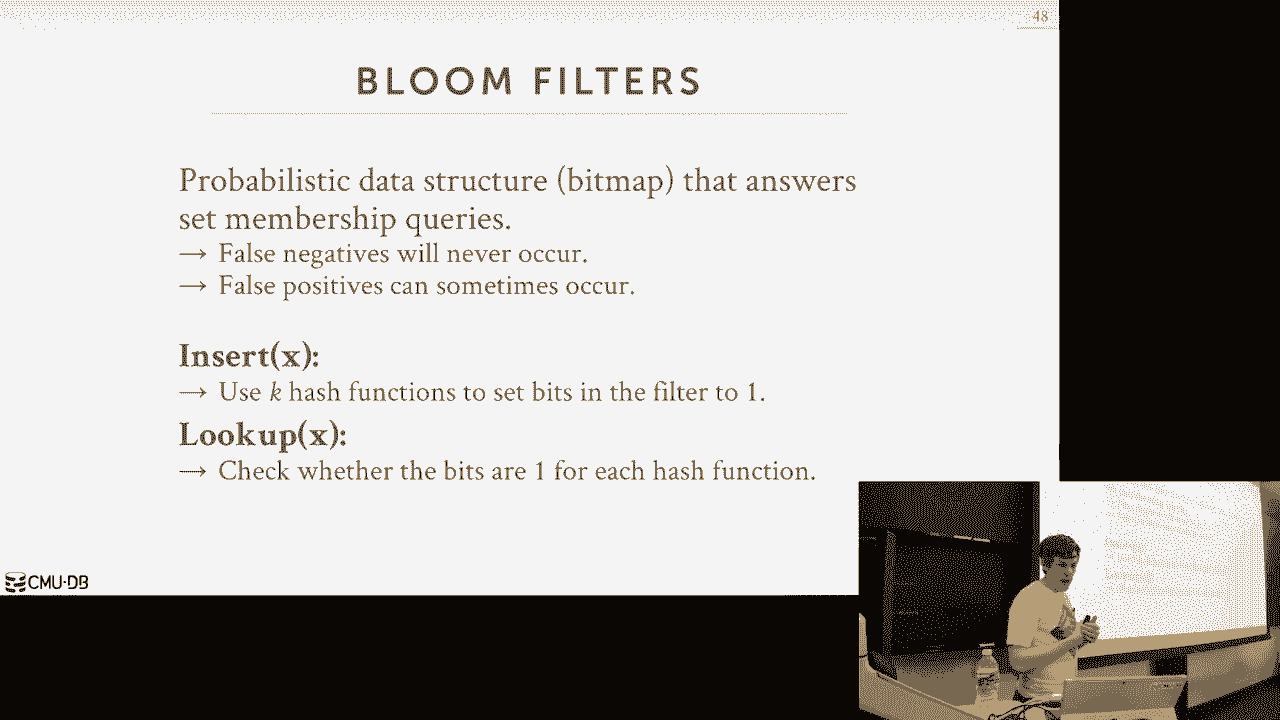 48
BLOOM FILTERS
Probabilistic data structure (bitmap) that answers
set membership queries.
→ False negatives will never occur.
→ False positives can sometimes occur.
Insert(x):
→ Use k hash functions to set bits in the filter to 1.
Lookup(x):
→ Check whether the bits are 1 for each hash function.
CMU·DB